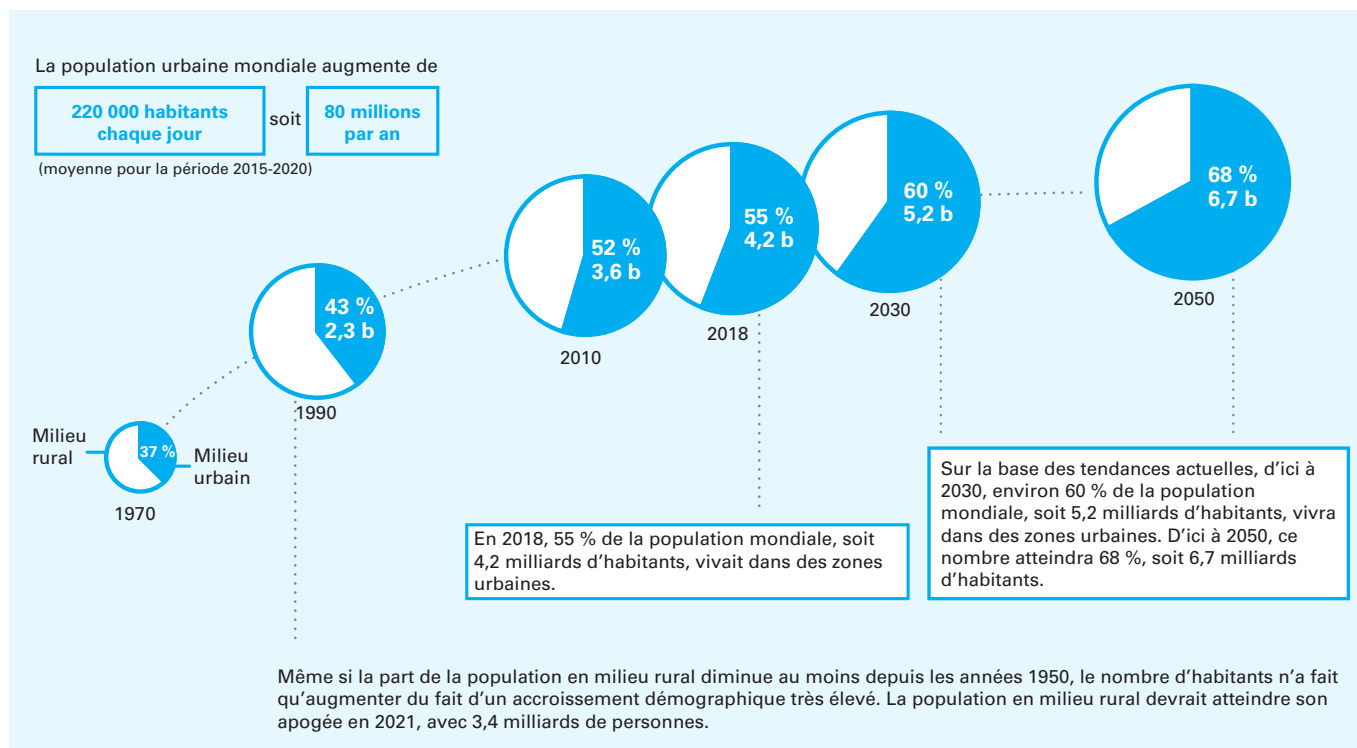 La population urbaine mondiale augmente de
220 000 habitants
chaque jour
soit
80 millions
par an
(moyenne pour la période 2015-2020)
Milieu
rural
37 %
Milieu
urbain
1970
43 %
2,3 b
1990
52 %
3,6 b
2010
55 %
4,2 b
2018
60 %
5,2 b
2030
68 %
6,7 b
2050
En 2018, 55 % de la population mondiale, soit
4,2 milliards d’habitants, vivait dans des zones
urbaines.
Sur la base des tendances actuelles, d’ici à
2030, environ 60 % de la population
mondiale, soit 5,2 milliards d’habitants, vivra
dans des zones urbaines. D’ici à 2050, ce
nombre atteindra 68 %, soit 6,7 milliards
d’habitants.
Même si la part de la population en milieu rural diminue au moins depuis les années 1950, le nombre d’habitants n’a fait
qu’augmenter du fait d’un accroissement démographique très élevé. La population en milieu rural devrait atteindre son
apogée en 2021, avec 3,4 milliards de personnes.